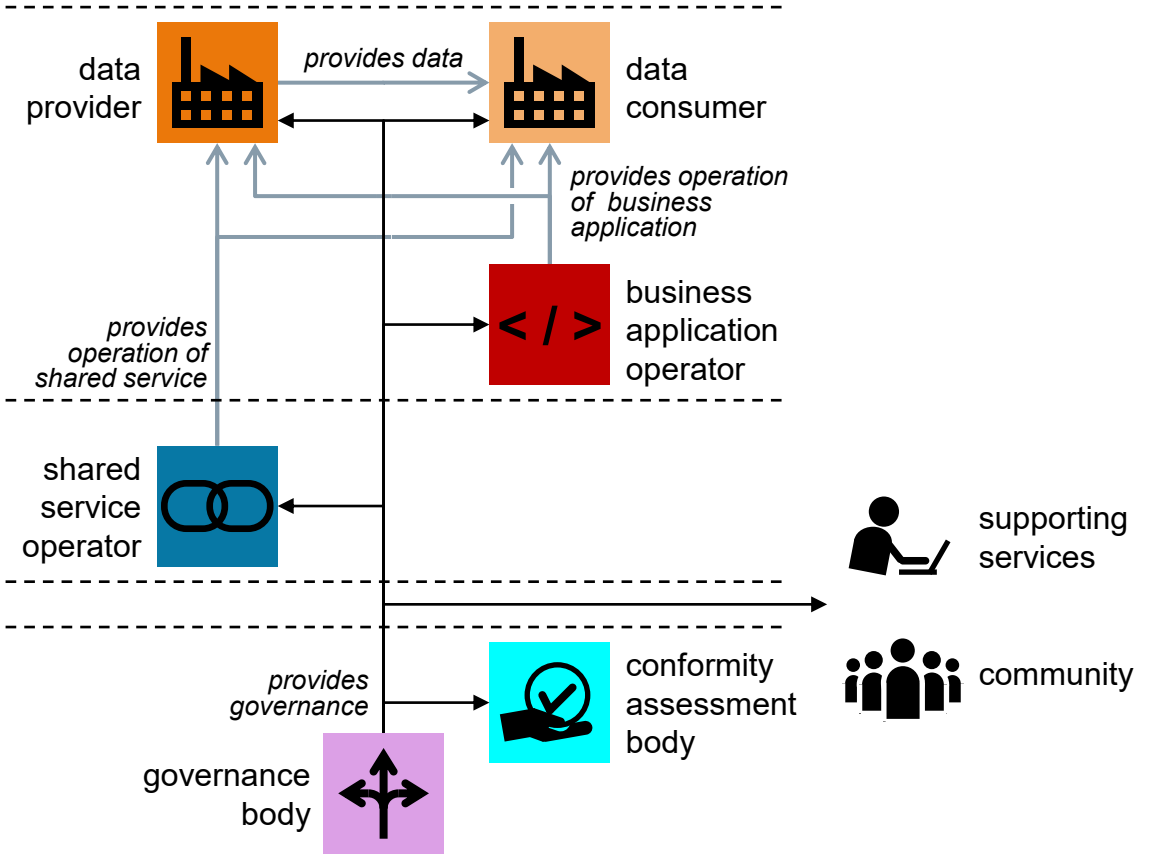 data
provider
provides data
data
consumer
provides operation
of business
application
</>
business
application
operator
provides
operation of
shared service
shared
service
operator
supporting
services
provides
governance
conformity
assessment
body
community
governance
body